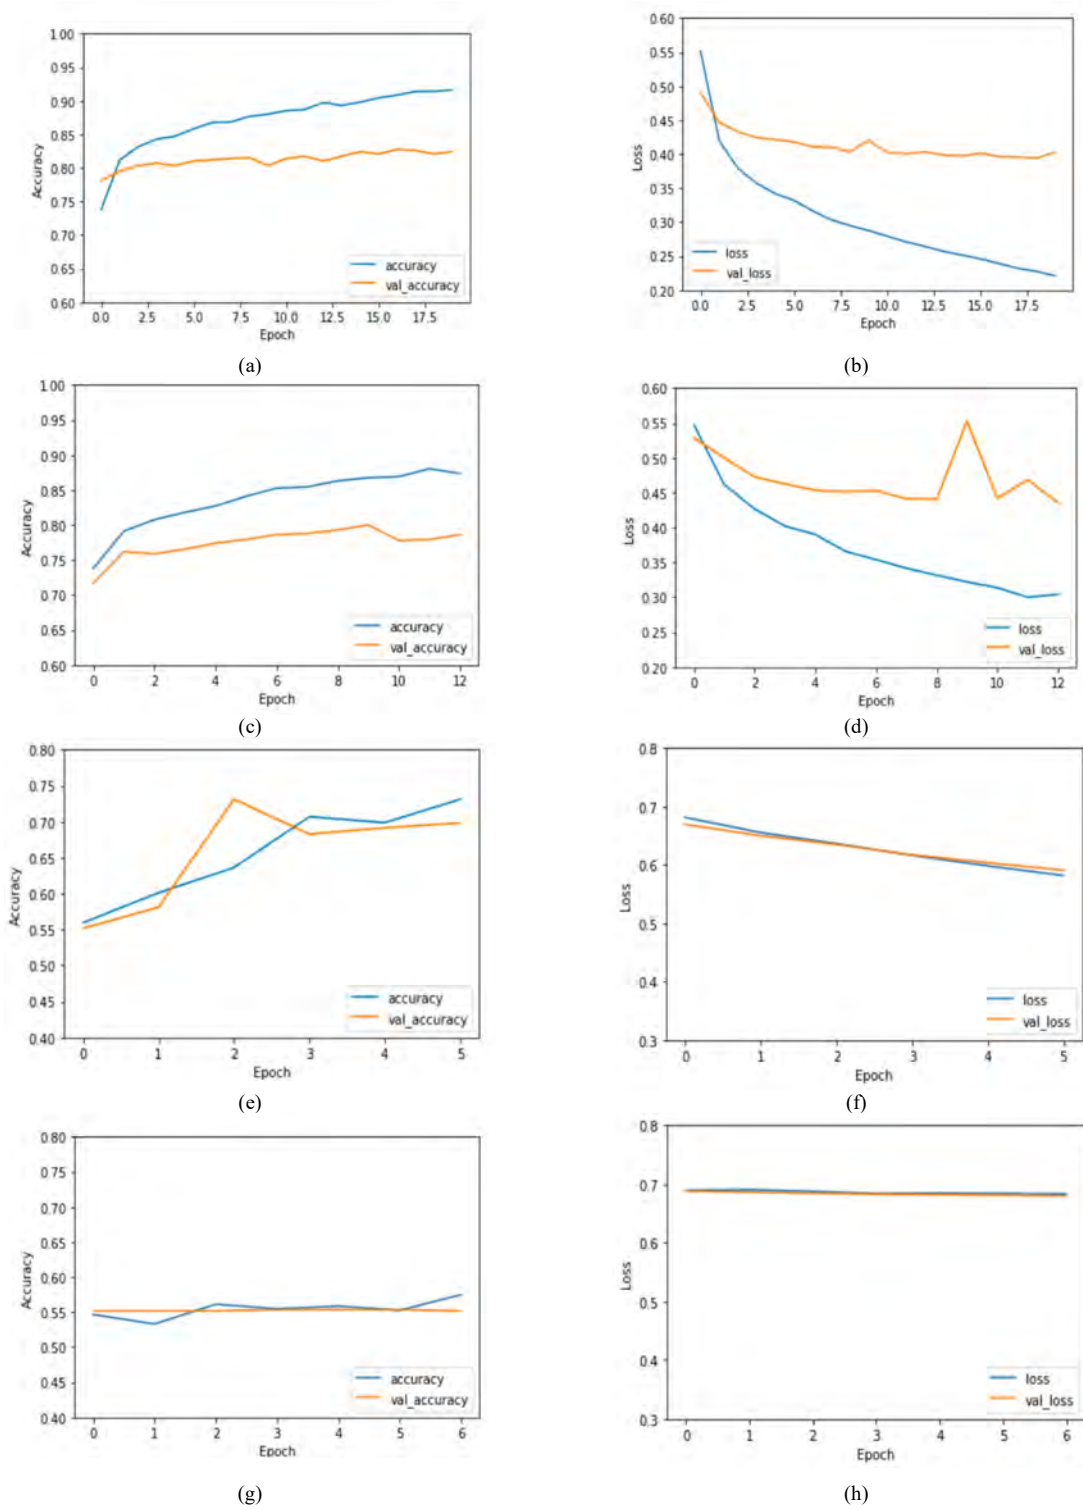 1.00
0.95
0.90
0.85
0.80
0.75
0.70
0.65
0.60
Accuracy
0.0 2.5 5.0 7.5 10.0 12.5 15.0 17.5
Epoch
accuracy
val_accuracy
(a)
0.60
0.55
0.50
0.45
0.40
0.35
0.30
0.25
0.20
Loss
0.0 2.5 5.0 7.5 10.0 12.5 15.0 17.5
Epoch
loss
val_loss
(b)
1.00
0.95
0.90
0.85
0.80
0.75
0.70
0.65
0.60
Accuracy
0 2 4 6 8 10 12
Epoch
accuracy
val_accuracy
(c)
0.60
0.55
0.50
0.45
0.40
0.35
0.30
0.25
0.20
Loss
0 2 4 6 8 10 12
Epoch
loss
val_loss
(d)
0.80
0.75
0.70
0.65
0.60
0.55
0.50
0.45
0.40
Accuracy
0 1 2 3 4 5
Epoch
accuracy
val_accuracy
(e)
0.8
0.7
0.6
0.5
0.4
0.3
Loss
0 1 2 3 4 5
Epoch
loss
val_loss
(f)
0.80
0.75
0.70
0.65
0.60
0.55
0.50
0.45
0.40
Accuracy
0 1 2 3 4 5 6
Epoch
accuracy
val_accuracy
(g)
0.8
0.7
0.6
0.5
0.4
0.3
Loss
0 1 2 3 4 5 6
Epoch
loss
val_loss
(h)